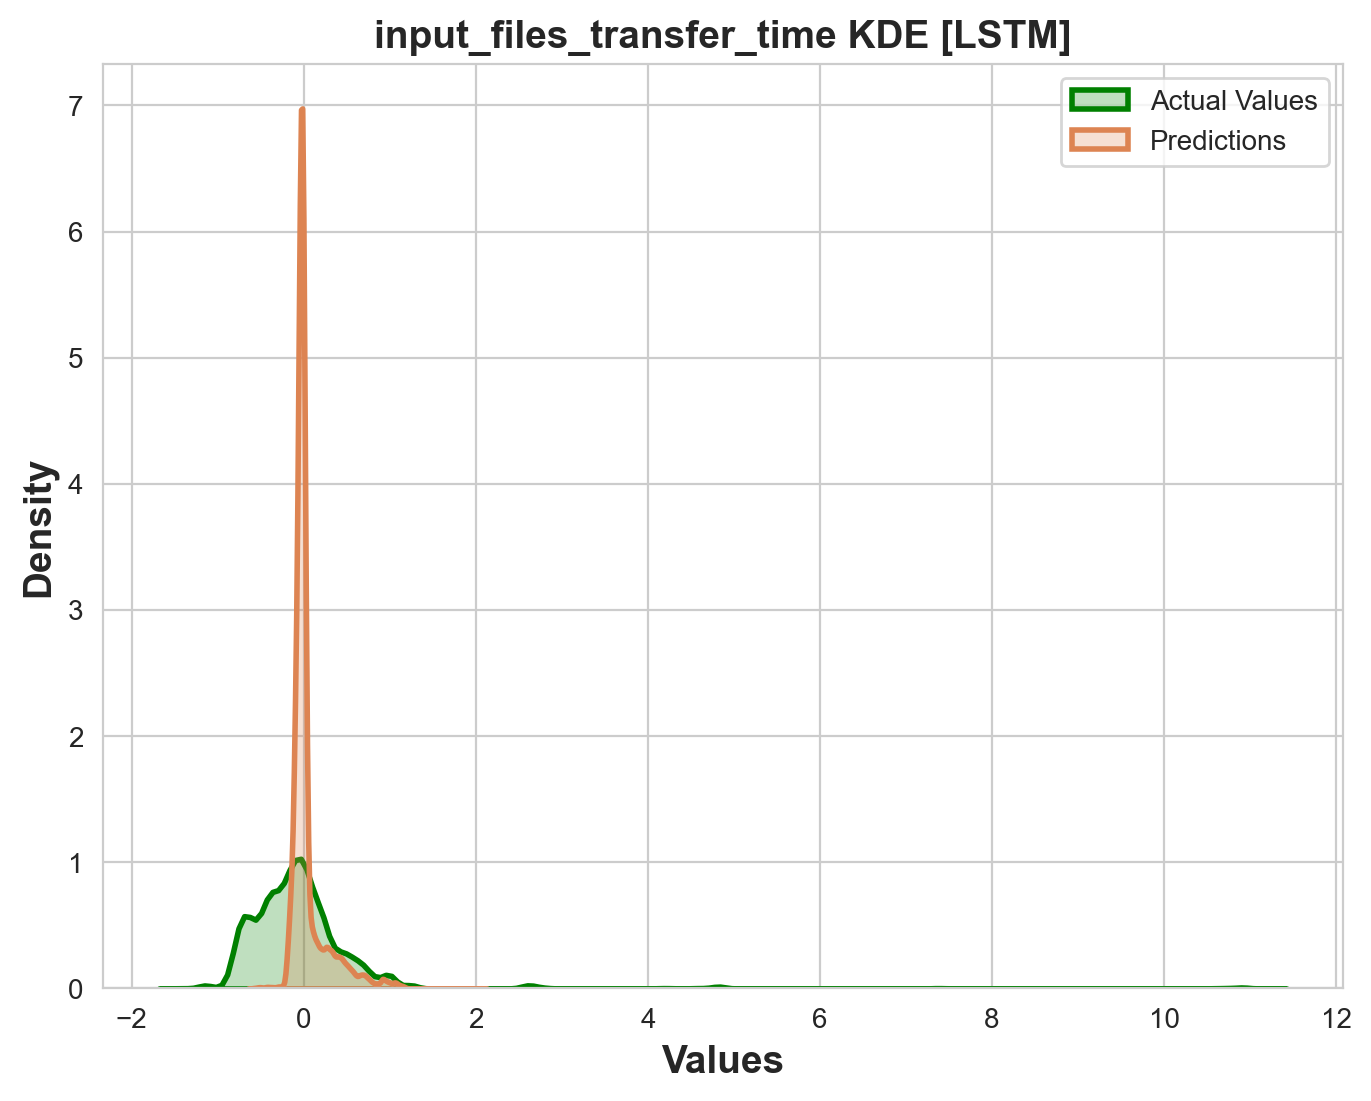 input_files_transfer_time KDE [LSTM]
Actual Values
Predictions
Density
7
6
5
4
3
2
1
0
−2 0 2 4 6 8 10 12
Values